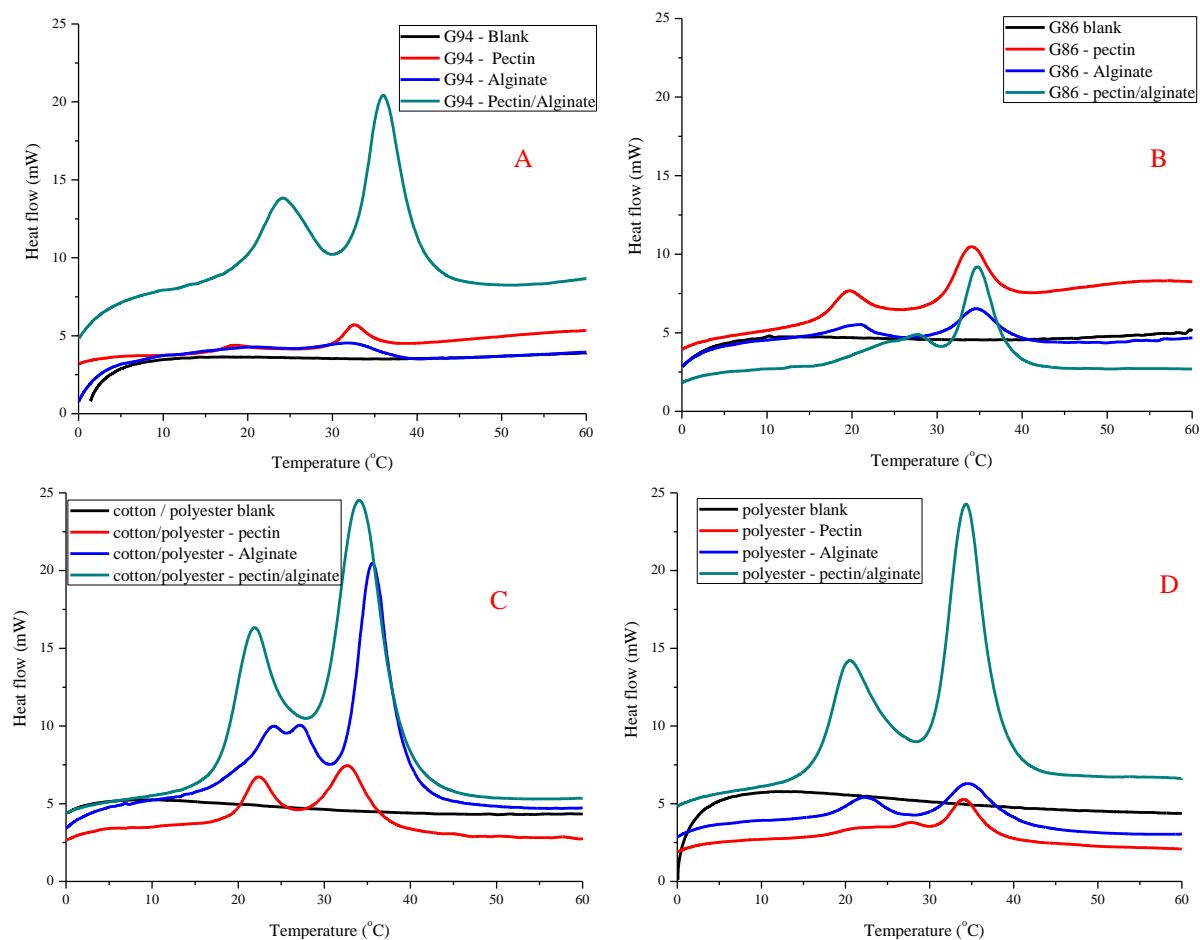 25
20
15
10
5
0
Heat flow (mW)
G94 - Blank
G94 - Pectin
G94 - Alginate
G94 - Pectin/Alginate
A
0 10 20 30 40 50 60
Temperature (°C)
25
20
15
10
5
0
Heat flow (mW)
G86 blank
G86 - pectin
G86 - Alginate
G86 - pectin/alginate
B
0 10 20 30 40 50 60
Temperature (°C)
25
20
15
10
5
0
Heat flow (mW)
cotton / polyester blank
cotton/polyester - pectin
cotton/polyester - Alginate
cotton/polyester - pectin/alginate
C
0 10 20 30 40 50 60
Temperature (°C)
25
20
15
10
5
0
Heat flow (mW)
polyester blank
polyester - Pectin
polyester - Alginate
polyester - pectin/alginate
D
0 10 20 30 40 50 60
Temperature (°C)